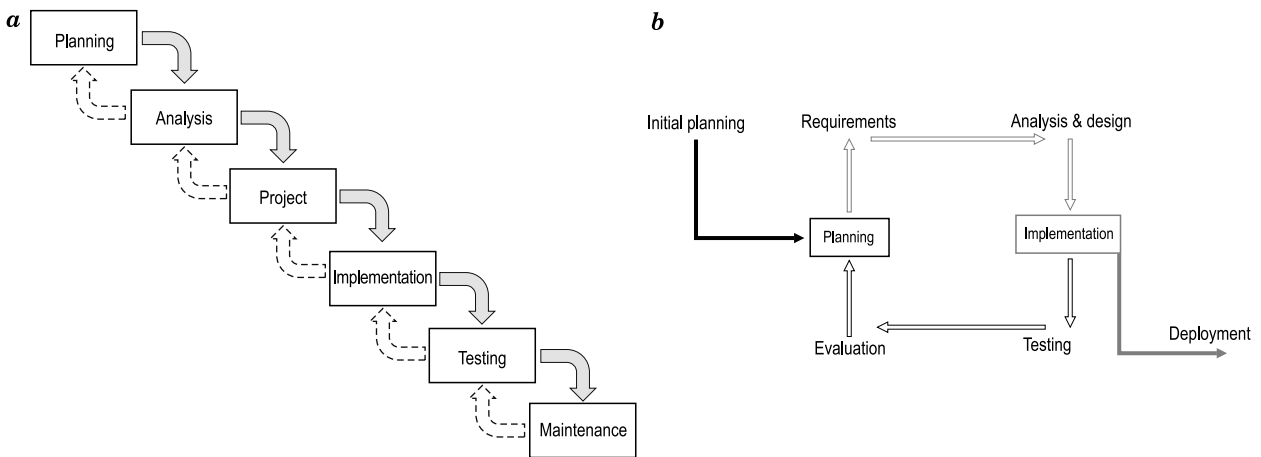 a
Planning
Analysis
Project
Implementation
Testing
Maintenance
b
Initial planning
Requirements
Analysis & design
Planning
Implementation
Evaluation
Testing
Deployment